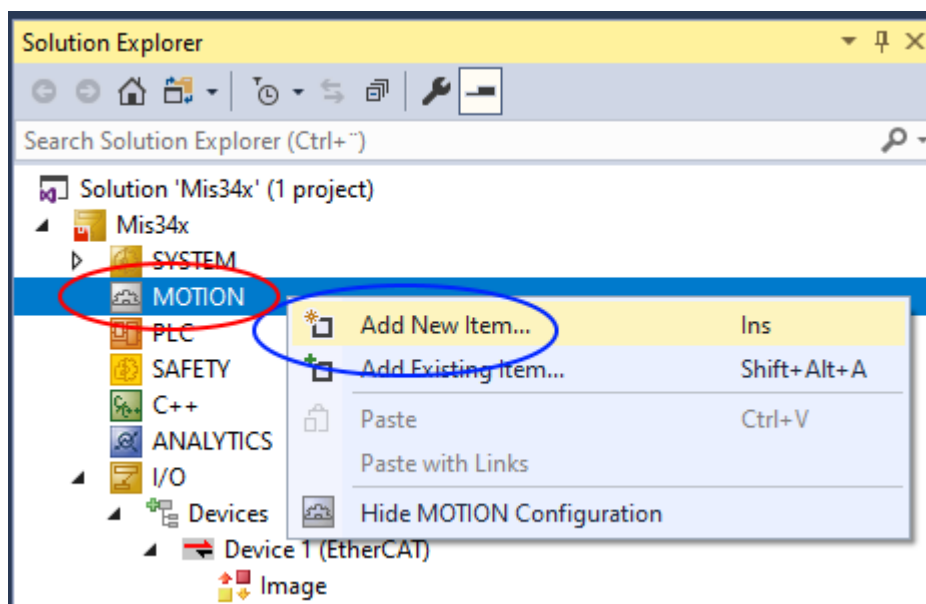 Solution Explorer
Search Solution Explorer (Ctrl+¨)
Solution 'Mis34x' (1 project)
Mis34x
SYSTEM
MOTION
Add New Item... Ins
PLC
SAFETY
Add Existing Item... Shift+Alt+A
C++
Paste Ctrl+V
ANALYTICS
Paste with Links
I/O
Devices
Hide MOTION Configuration
Device 1 (EtherCAT)
Image